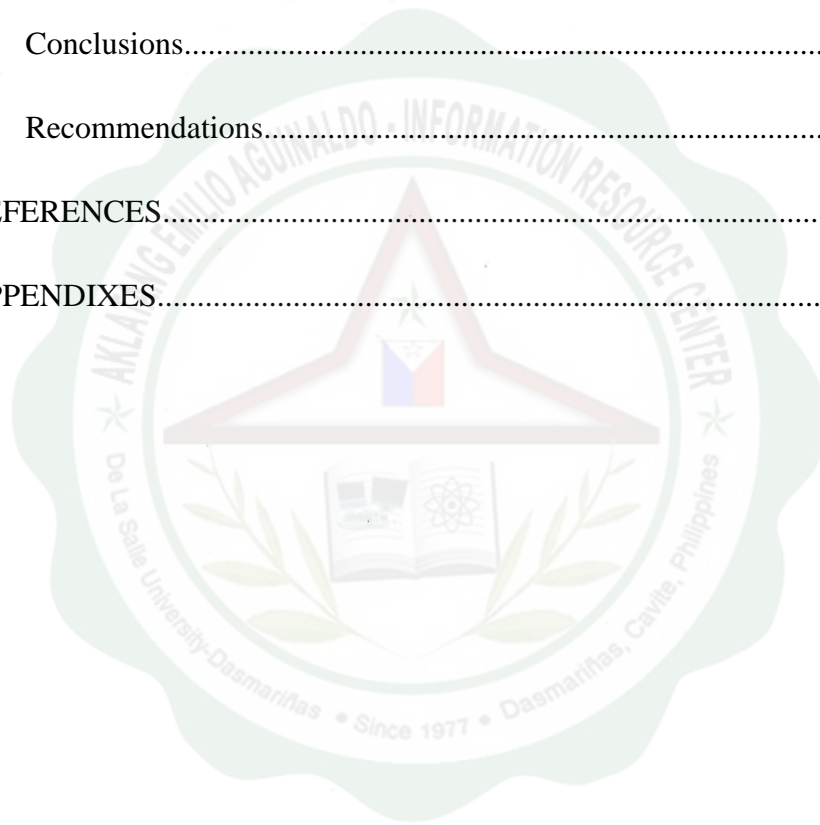 Conclusions................................................................................
Recommendations......................................................................
EFERENCES.................................................................................
PPENDIXES..................................................................................
AKLATANG EMILIO AGUINALDO - INFORMATION RESOURCE CENTER
De La Salle University-Dasmariñas • Since 1977 • Dasmariñas, Cavite, Philippines